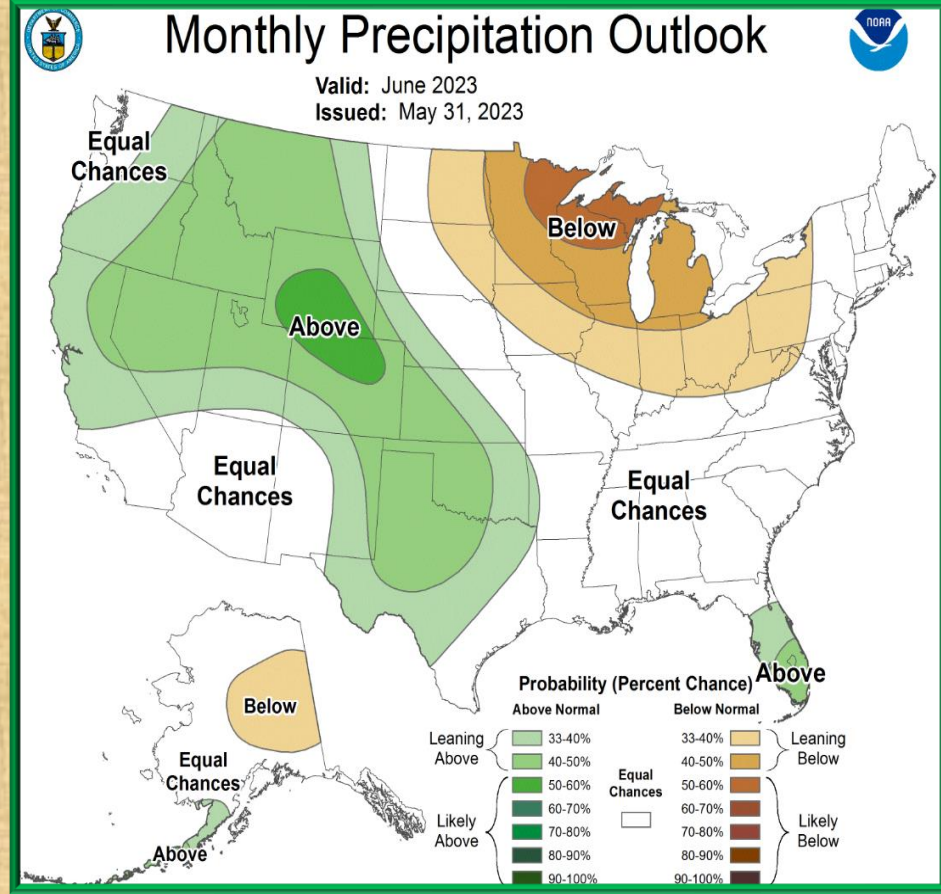 Monthly Precipitation Outlook
NOAA
Valid: June 2023
Issued: May 31, 2023
Equal
Chances
Below
Above
Equal
Chances
Equal
Chances
Above
Below
Equal
Chances
Above
Probability (Percent Chance)
Above Normal
Below Normal
Leaning
Above
33-40%
40-50%
Likely
Above
50-60%
60-70%
70-80%
80-90%
90-100%
Equal
Chances
33-40%
40-50%
Leaning
Below
50-60%
60-70%
70-80%
80-90%
90-100%
Likely
Below